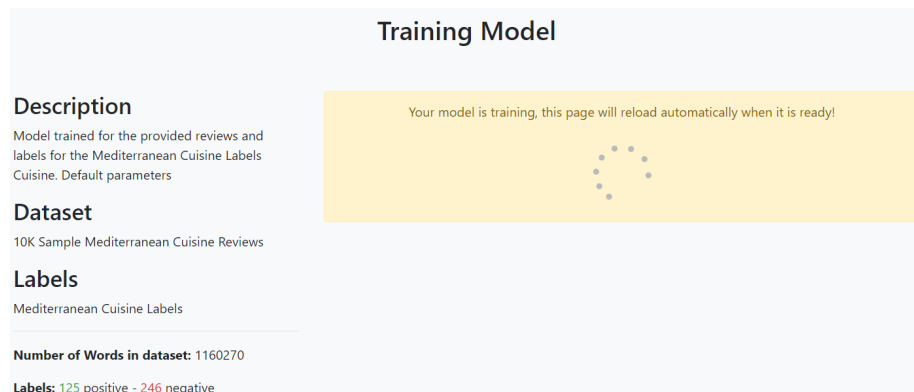 Training Model
Description
Model trained for the provided reviews and
labels for the Mediterranean Cuisine Labels
Cuisine. Default parameters
Dataset
10K Sample Mediterranean Cuisine Reviews
Labels
Mediterranean Cuisine Labels
Number of Words in dataset: 1160270
Labels: 125 positive - 246 negative
Your model is training, this page will reload automatically when it is ready!